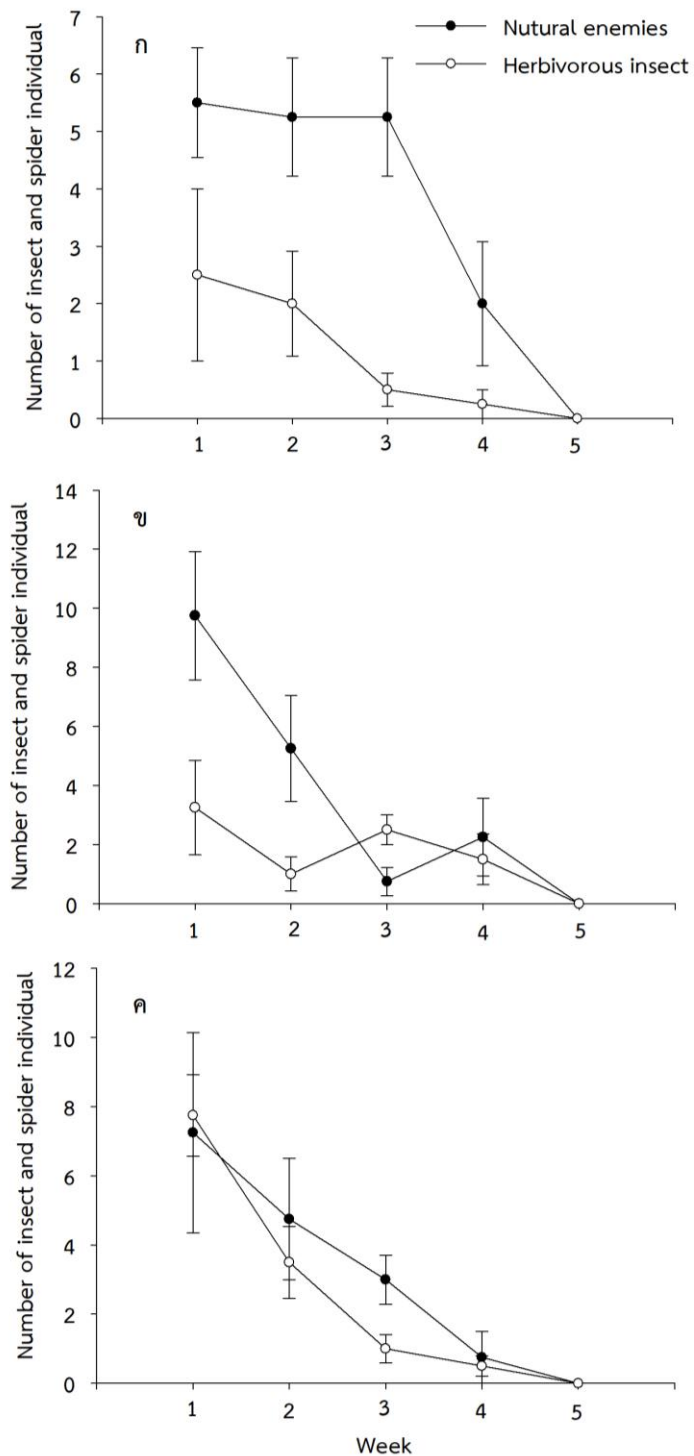 Nutural enemies
Herbivorous insect
ก
Number of insect and spider individual
7
6
5
4
3
2
1
0
1 2 3 4 5
ข
Number of insect and spider individual
14
12
10
8
6
4
2
0
1 2 3 4 5
ค
Number of insect and spider individual
12
10
8
6
4
2
0
1 2 3 4 5
Week